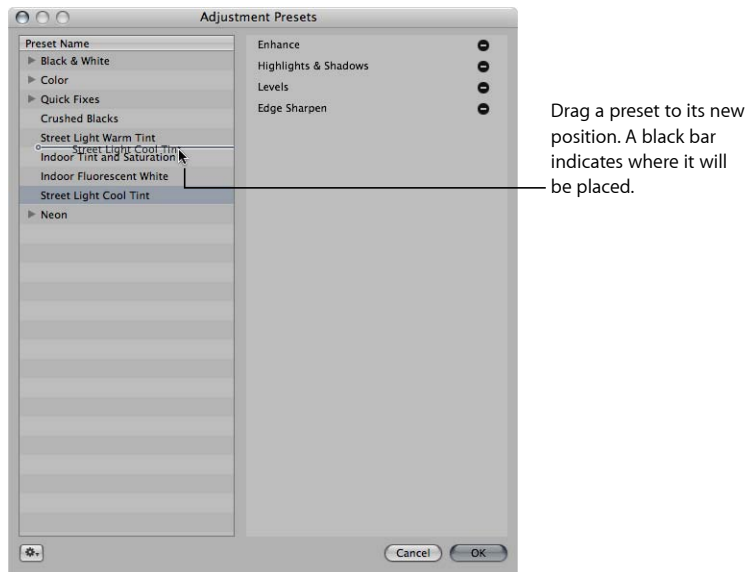 Adjustment Presets
Preset Name
Black & White
Color
Quick Fixes
Crushed Blacks
Street Light Warm Tint
Street Light Cool Tin
Indoor Tint and Saturation
Indoor Fluorescent White
Street Light Cool Tint
Neon
Enhance
Highlights & Shadows
Levels
Edge Sharpen
Cancel
OK
Drag a preset to its new
position. A black bar
indicates where it will
be placed.